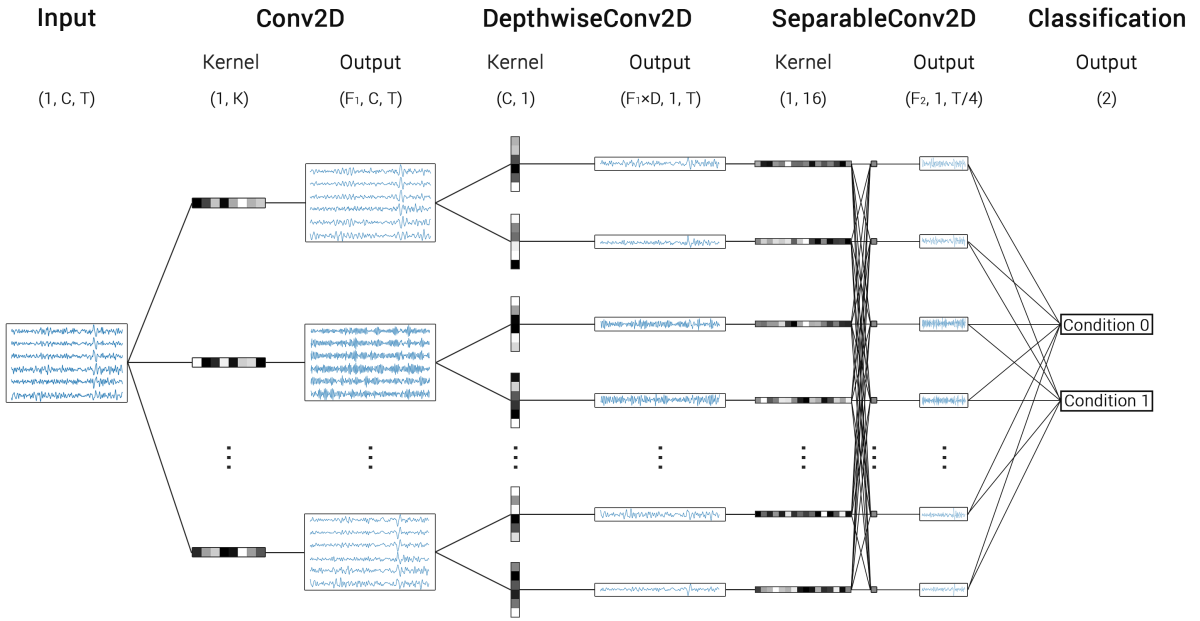 Input Conv2D DepthwiseConv2D SeparableConv2D Classification
Kernel Output Kernel Output Kernel Output Output
(1, C, T) (1, K) (F₁, C, T) (C, 1) (F₁×D, 1, T) (1, 16) (F₂, 1, T/4) (2)
Condition 0
Condition 1